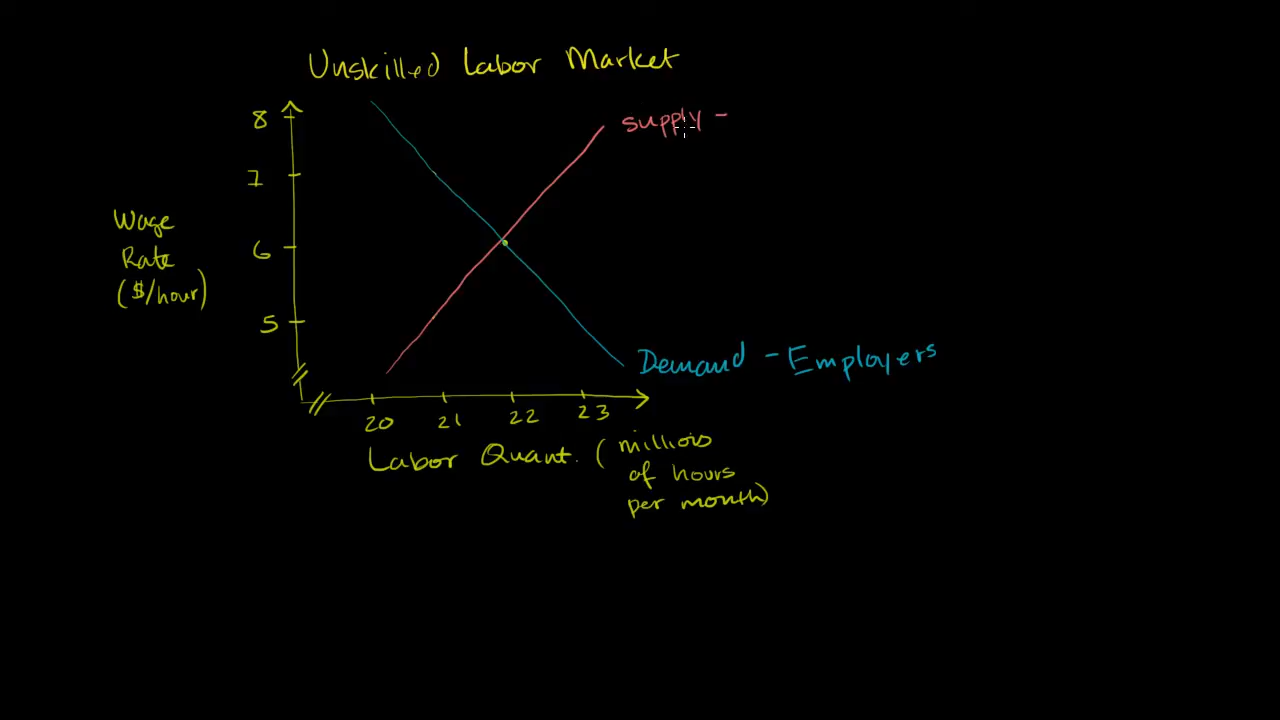 Unskilled Labor Market
8
supply -
7
Wage
Rate
($/hour)
6
5
Demand - Employers
20 21 22 23
Labor Quant. (millions
of hours
per month)